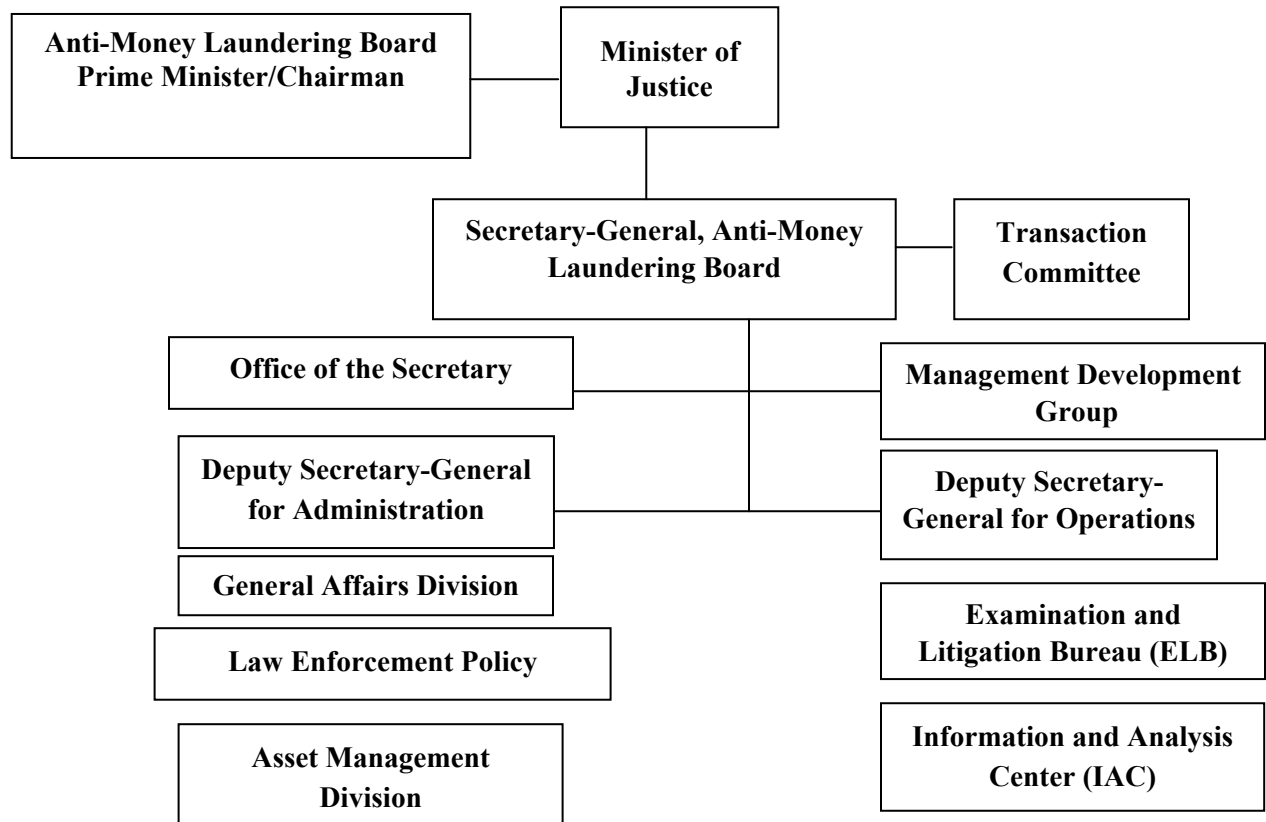 Anti-Money Laundering Board
Prime Minister/Chairman
Minister of
Justice
Secretary-General, Anti-Money
Laundering Board
Transaction
Committee
Office of the Secretary
Management Development
Group
Deputy Secretary-General
for Administration
Deputy Secretary-
General for Operations
General Affairs Division
Examination and
Litigation Bureau (ELB)
Law Enforcement Policy
Information and Analysis
Center (IAC)
Asset Management
Division